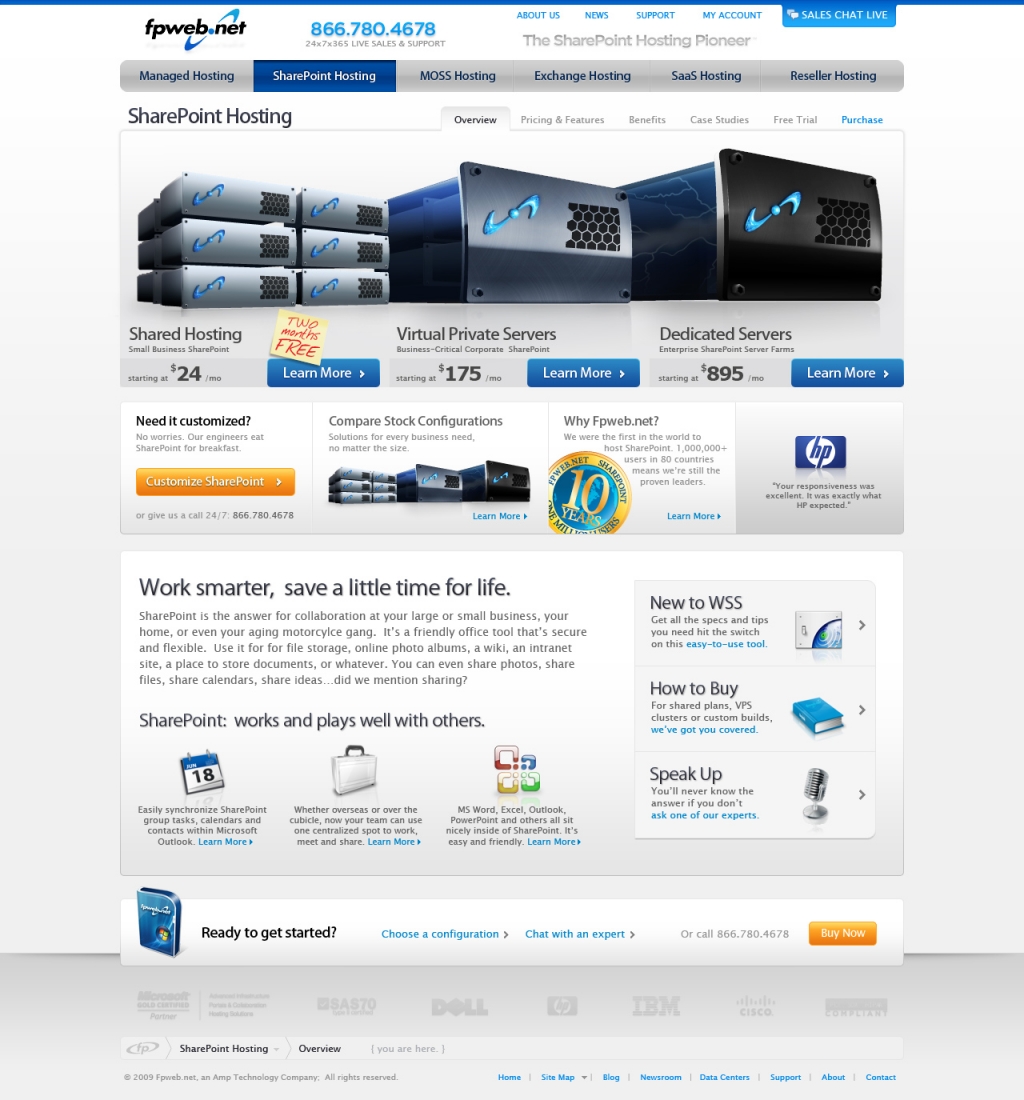 fpweb.net
866.780.4678
24x7x365 LIVE SALES & SUPPORT
ABOUT US NEWS SUPPORT MY ACCOUNT
SALES CHAT LIVE
The SharePoint Hosting Pioneer
Managed Hosting SharePoint Hosting MOSS Hosting Exchange Hosting SaaS Hosting Reseller Hosting
SharePoint Hosting
Overview Pricing & Features Benefits Case Studies Free Trial Purchase
TWO
months
FREE
Shared Hosting
Small Business SharePoint
starting at $24 /mo
Learn More
Virtual Private Servers
Business-Critical Corporate SharePoint
starting at $175 /mo
Learn More
Dedicated Servers
Enterprise SharePoint Server Farms
starting at $895 /mo
Learn More
Need it customized?
No worries. Our engineers eat
SharePoint for breakfast.
Customize SharePoint
or give us a call 24/7: 866.780.4678
Compare Stock Configurations
Solutions for every business need,
no matter the size.
Learn More
Why Fpweb.net?
We were the first in the world to
host SharePoint. 1,000,000+
users in 80 countries
means we're still the
proven leaders.
FPWEB.NET SHAREPOINT
10
YEARS
ONE MILLION USERS
Learn More
hp
"Your responsiveness was
excellent. It was exactly what
HP expected."
Work smarter, save a little time for life.
SharePoint is the answer for collaboration at your large or small business, your
home, or even your aging motorcylce gang. It's a friendly office tool that's secure
and flexible. Use it for for file storage, online photo albums, a wiki, an intranet
site, a place to store documents, or whatever. You can even share photos, share
files, share calendars, share ideas...did we mention sharing?
SharePoint: works and plays well with others.
JUN
18
Easily synchronize SharePoint
group tasks, calendars and
contacts within Microsoft
Outlook. Learn More
Whether overseas or over the
cubicle, now your team can use
one centralized spot to work,
meet and share. Learn More
MS Word, Excel, Outlook,
PowerPoint and others all sit
nicely inside of SharePoint. It's
easy and friendly. Learn More
New to WSS
Get all the specs and tips
you need hit the switch
on this easy-to-use tool.
How to Buy
For shared plans, VPS
clusters or custom builds,
we've got you covered.
Speak Up
You'll never know the
answer if you don't
ask one of our experts.
fpweb.net
Ready to get started?
Choose a configuration
Chat with an expert
Or call 866.780.4678
Buy Now
Microsoft
GOLD CERTIFIED
Partner
Advanced Infrastructure
Portals & Collaboration
Hosting Solutions
SAS70
DELL
hp
IBM
CISCO
COMPLIANT
fp SharePoint Hosting Overview { you are here. }
© 2009 Fpweb.net, an Amp Technology Company; All rights reserved.
Home | Site Map | Blog | Newsroom | Data Centers | Support | About | Contact